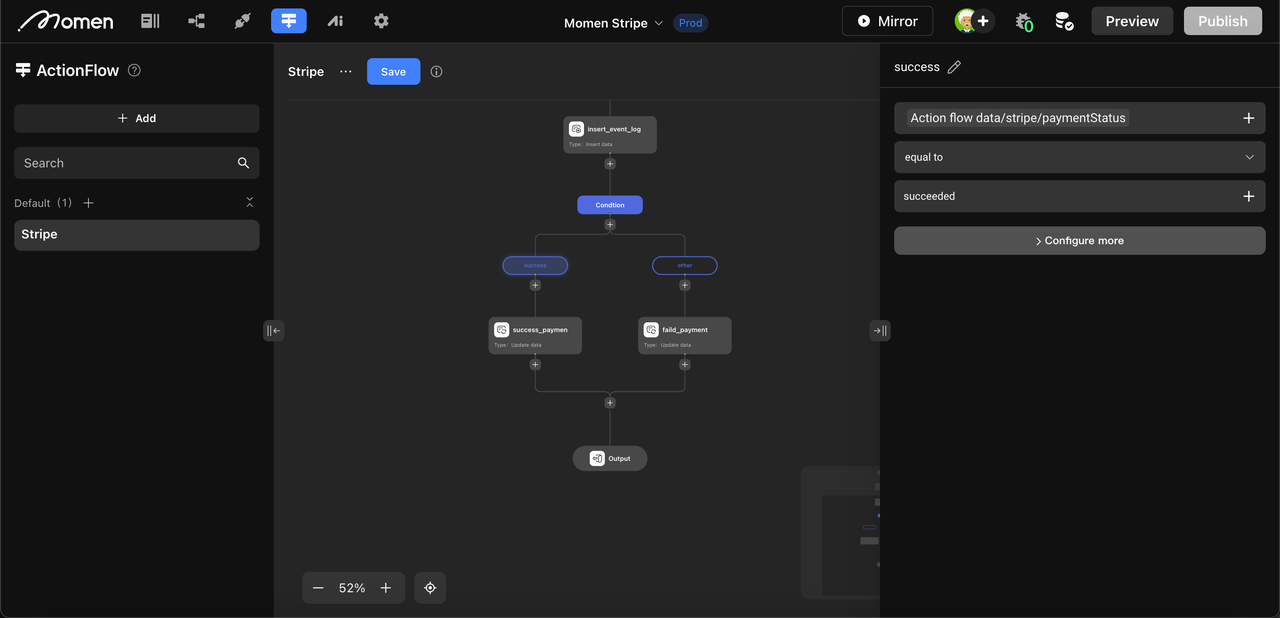 Momen
Momen Stripe
Prod
Mirror
0
Preview
Publish
ActionFlow
Add
Search
Default (1)
Stripe
Stripe
Save
insert_event_log
Type: Insert data
Condtion
success
other
success_paymen
Type: Update data
faild_payment
Type: Update data
Output
52%
success
Action flow data/stripe/paymentStatus
equal to
succeeded
Configure more